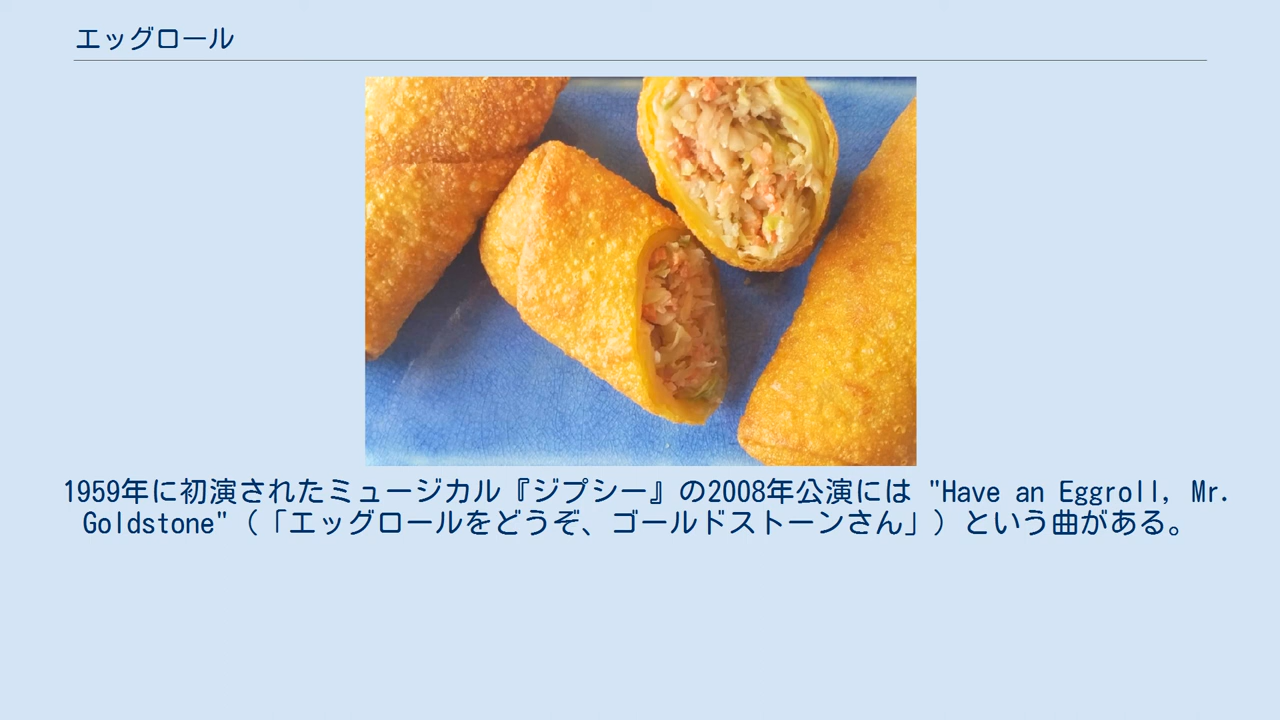 エッグロール
1959年に初演されたミュージカル『ジプシー』の2008年公演には "Have an Eggroll, Mr.
Goldstone"（「エッグロールをどうぞ、ゴールドストーンさん」）という曲がある。